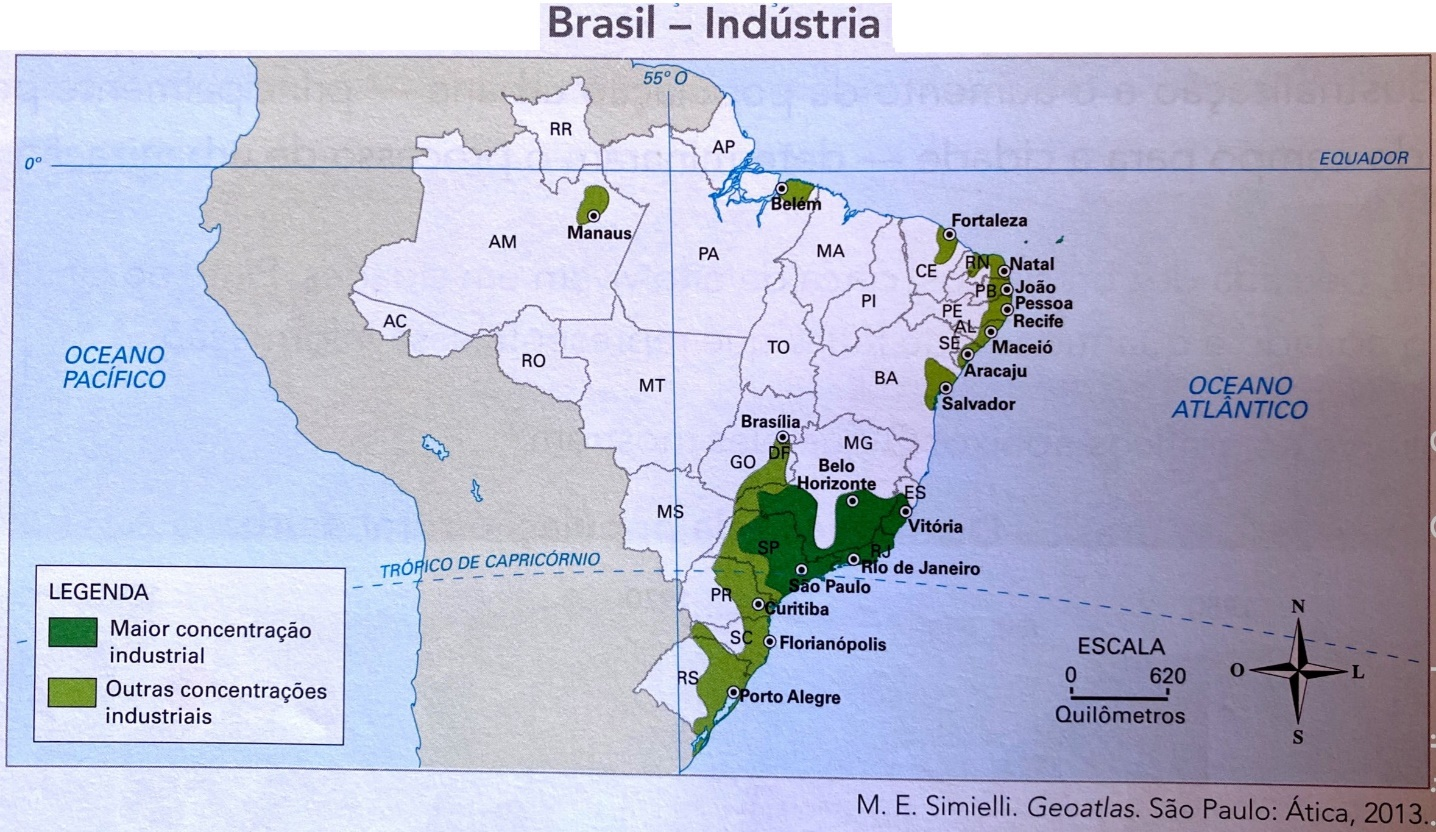 Brasil – Indústria
55º O
RR
AP
0º
EQUADOR
Belém
Manaus
Fortaleza
AM
PA
MA
CE
RN
Natal
PB
João
Pessoa
PI
PE
Recife
AC
AL
Maceió
SE
Aracaju
RO
TO
MT
BA
Salvador
OCEANO
PACÍFICO
OCEANO
ATLÂNTICO
Brasília
DF
GO
MG
Belo
Horizonte
ES
Vitória
MS
SP
RJ
Rio de Janeiro
São Paulo
TRÓPICO DE CAPRICÓRNIO
PR
Curitiba
SC
Florianópolis
RS
Porto Alegre
LEGENDA
Maior concentração
industrial
Outras concentrações
industriais
ESCALA
0 620
Quilômetros
N
O L
S
M. E. Simielli. Geoatlas. São Paulo: Ática, 2013.